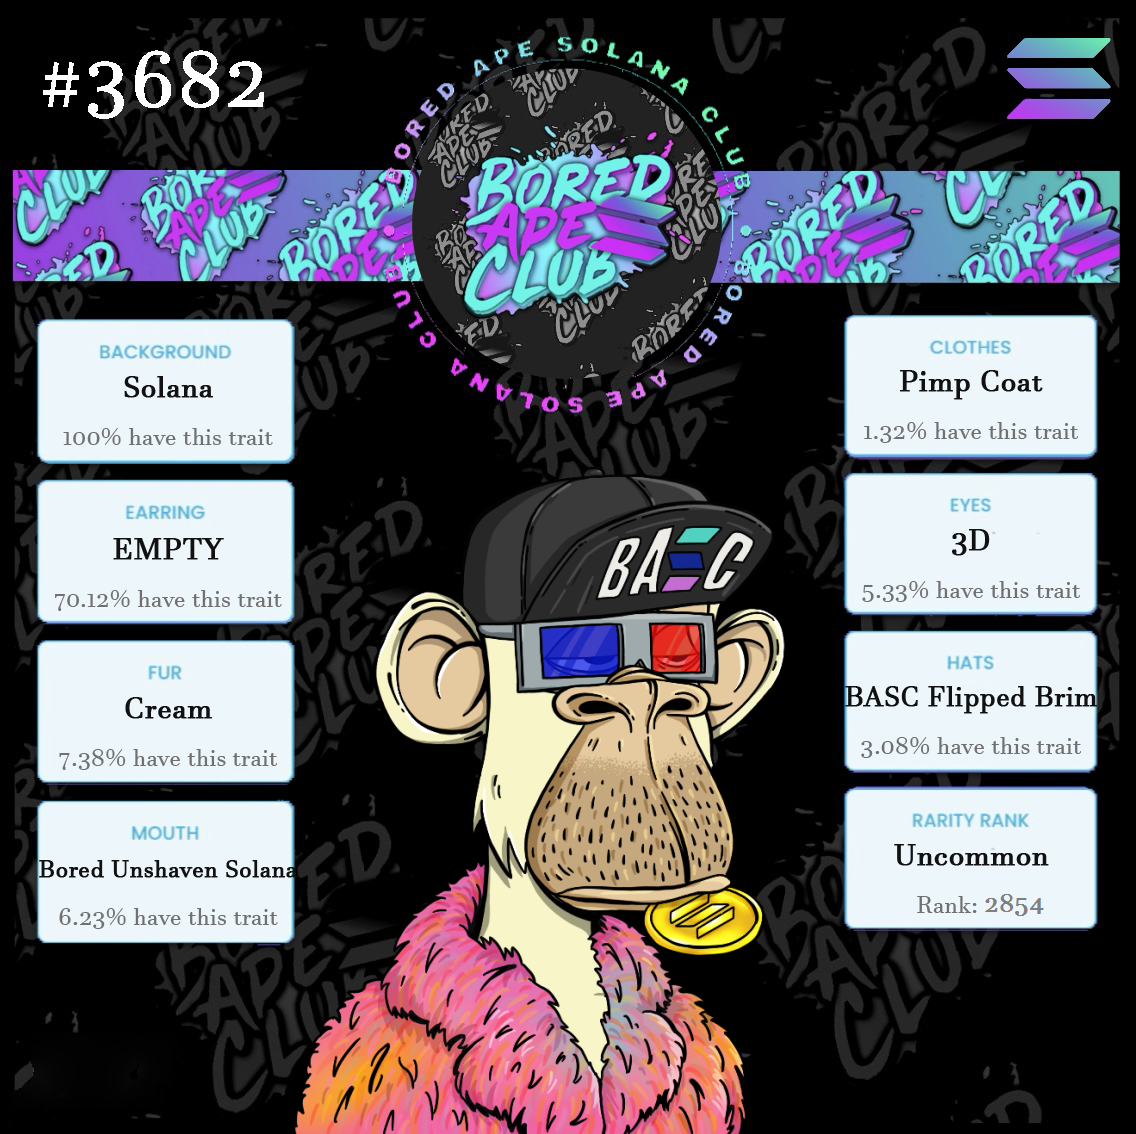 #3682
BORED APE SOLANA CLUB
BORED APE SOLANA CLUB
BORED
APE
CLUB
BACKGROUND
Solana
100% have this trait
EARRING
EMPTY
70.12% have this trait
FUR
Cream
7.38% have this trait
MOUTH
Bored Unshaven Solana
6.23% have this trait
CLOTHES
Pimp Coat
1.32% have this trait
EYES
3D
5.33% have this trait
HATS
BASC Flipped Brim
3.08% have this trait
RARITY RANK
Uncommon
Rank: 2854
BASC